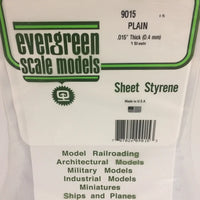 9015
PLAIN
.015" Thick (0.4 mm)
evergreen
scale models
Sheet Styrene
Made in U.S.A.
Model Railroading
Architectural Models
Military Models
Industrial Models
Miniatures
Ships and Planes